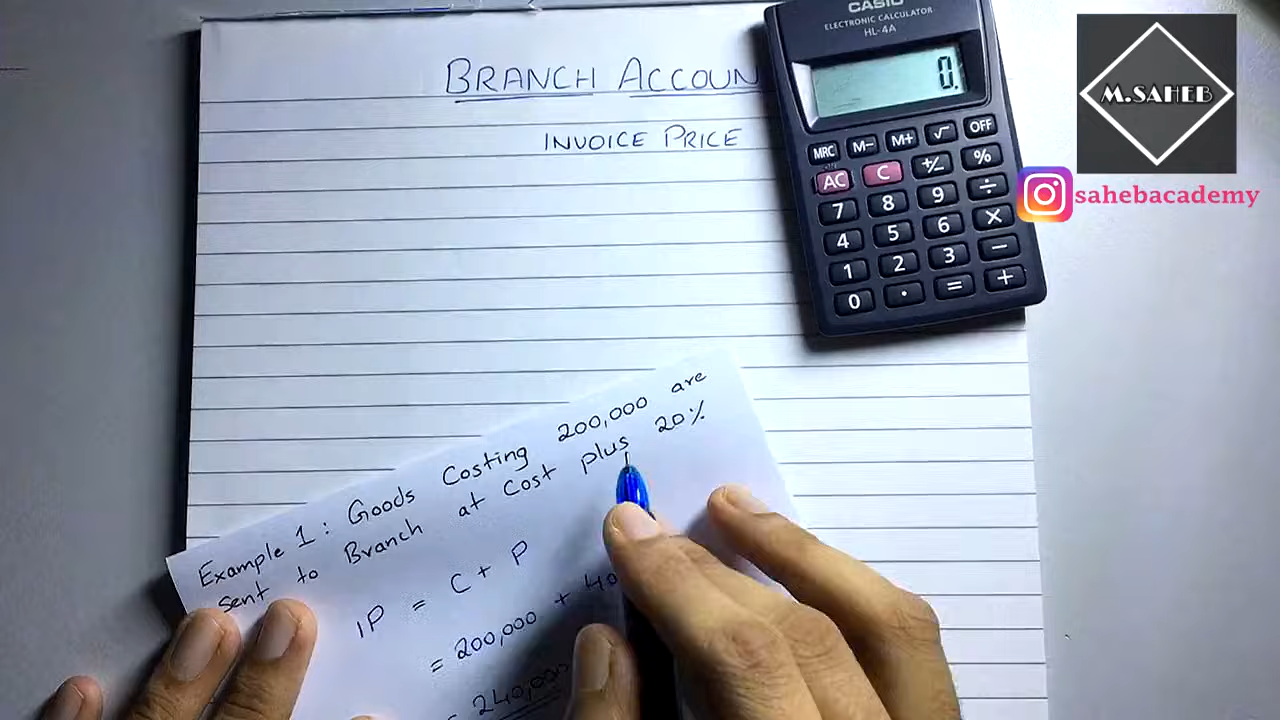 BRANCH ACCOUN
INVOICE PRICE
CASIO
ELECTRONIC CALCULATOR
HL-4A
0.
MRC M− M+ √ OFF
AC C +/− %
7 8 9 ÷
4 5 6 ×
1 2 3 −
0 · = +
M.SAHEB
sahebacademy
Example 1: Goods Costing 200,000 are
sent to Branch at Cost plus 20%
IP = C + P
= 200,000 + 40
= 240,000